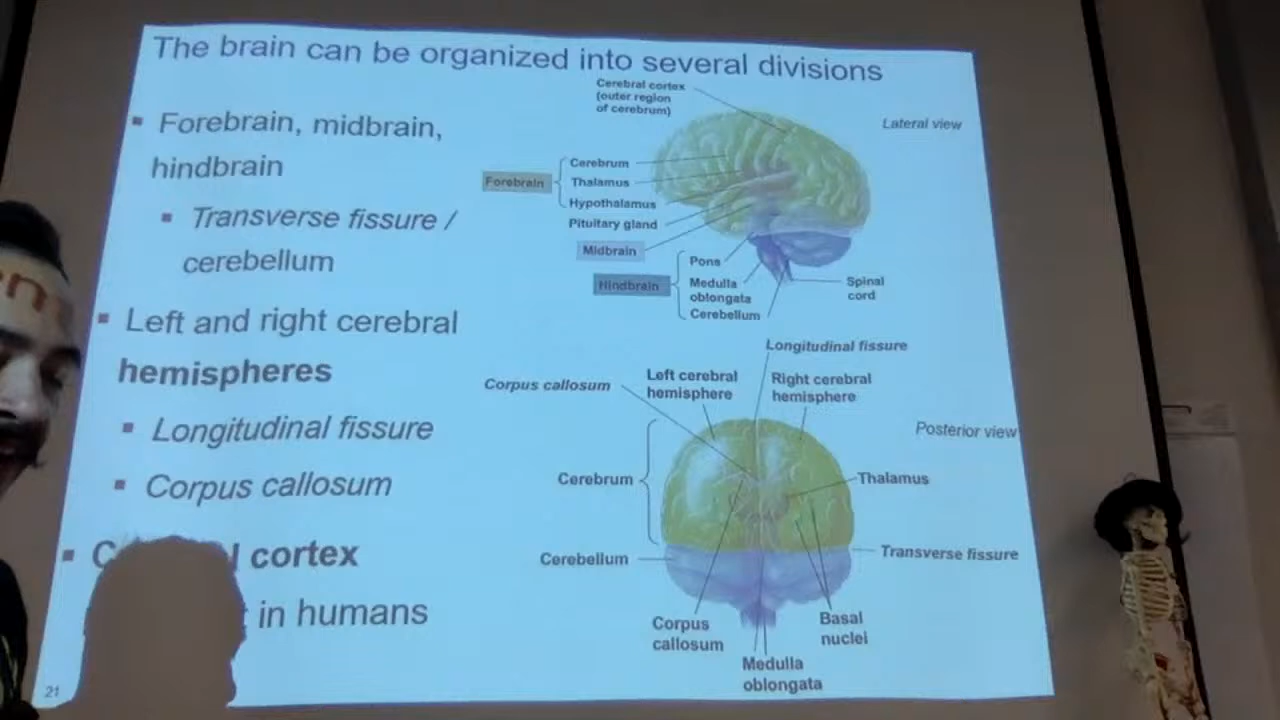 The brain can be organized into several divisions
▪ Forebrain, midbrain,
hindbrain
▪ Transverse fissure /
cerebellum
▪ Left and right cerebral
hemispheres
▪ Longitudinal fissure
▪ Corpus callosum
▪ cortex
in humans
21
Cerebral cortex
(outer region
of cerebrum)
Lateral view
Forebrain
Cerebrum
Thalamus
Hypothalamus
Pituitary gland
Midbrain
Hindbrain
Pons
Medulla
oblongata
Cerebellum
Spinal
cord
Longitudinal fissure
Corpus callosum
Left cerebral
hemisphere
Right cerebral
hemisphere
Posterior view
Cerebrum
Thalamus
Cerebellum
Transverse fissure
Corpus
callosum
Basal
nuclei
Medulla
oblongata